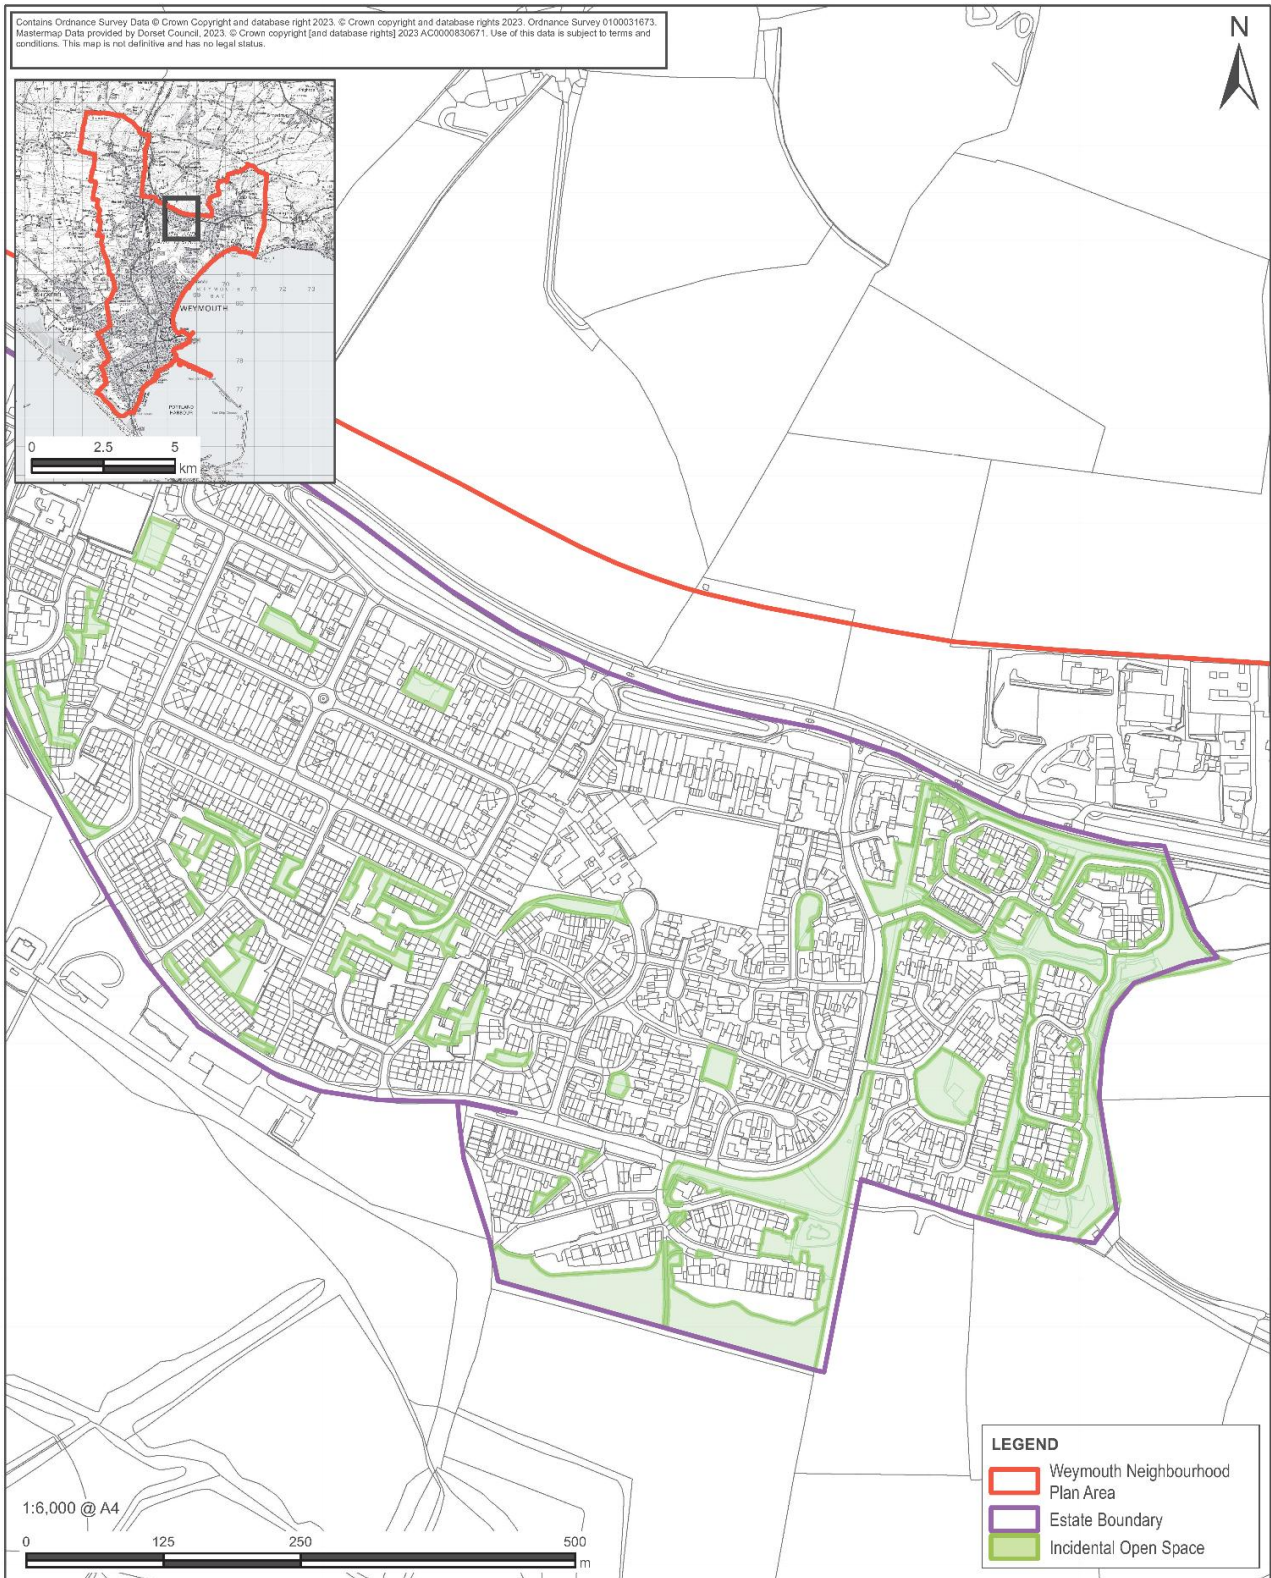 Contains Ordnance Survey Data © Crown Copyright and database right 2023. © Crown copyright and database rights 2023. Ordnance Survey 0100031673.
Mastermap Data provided by Dorset Council, 2023. © Crown copyright [and database rights] 2023 AC0000830671. Use of this data is subject to terms and
conditions. This map is not definitive and has no legal status.
N
WEYMOUTH
PORTLAND
HARBOUR
0 2.5 5
km
LEGEND
Weymouth Neighbourhood
Plan Area
Estate Boundary
Incidental Open Space
1:6,000 @ A4
0 125 250 500
m